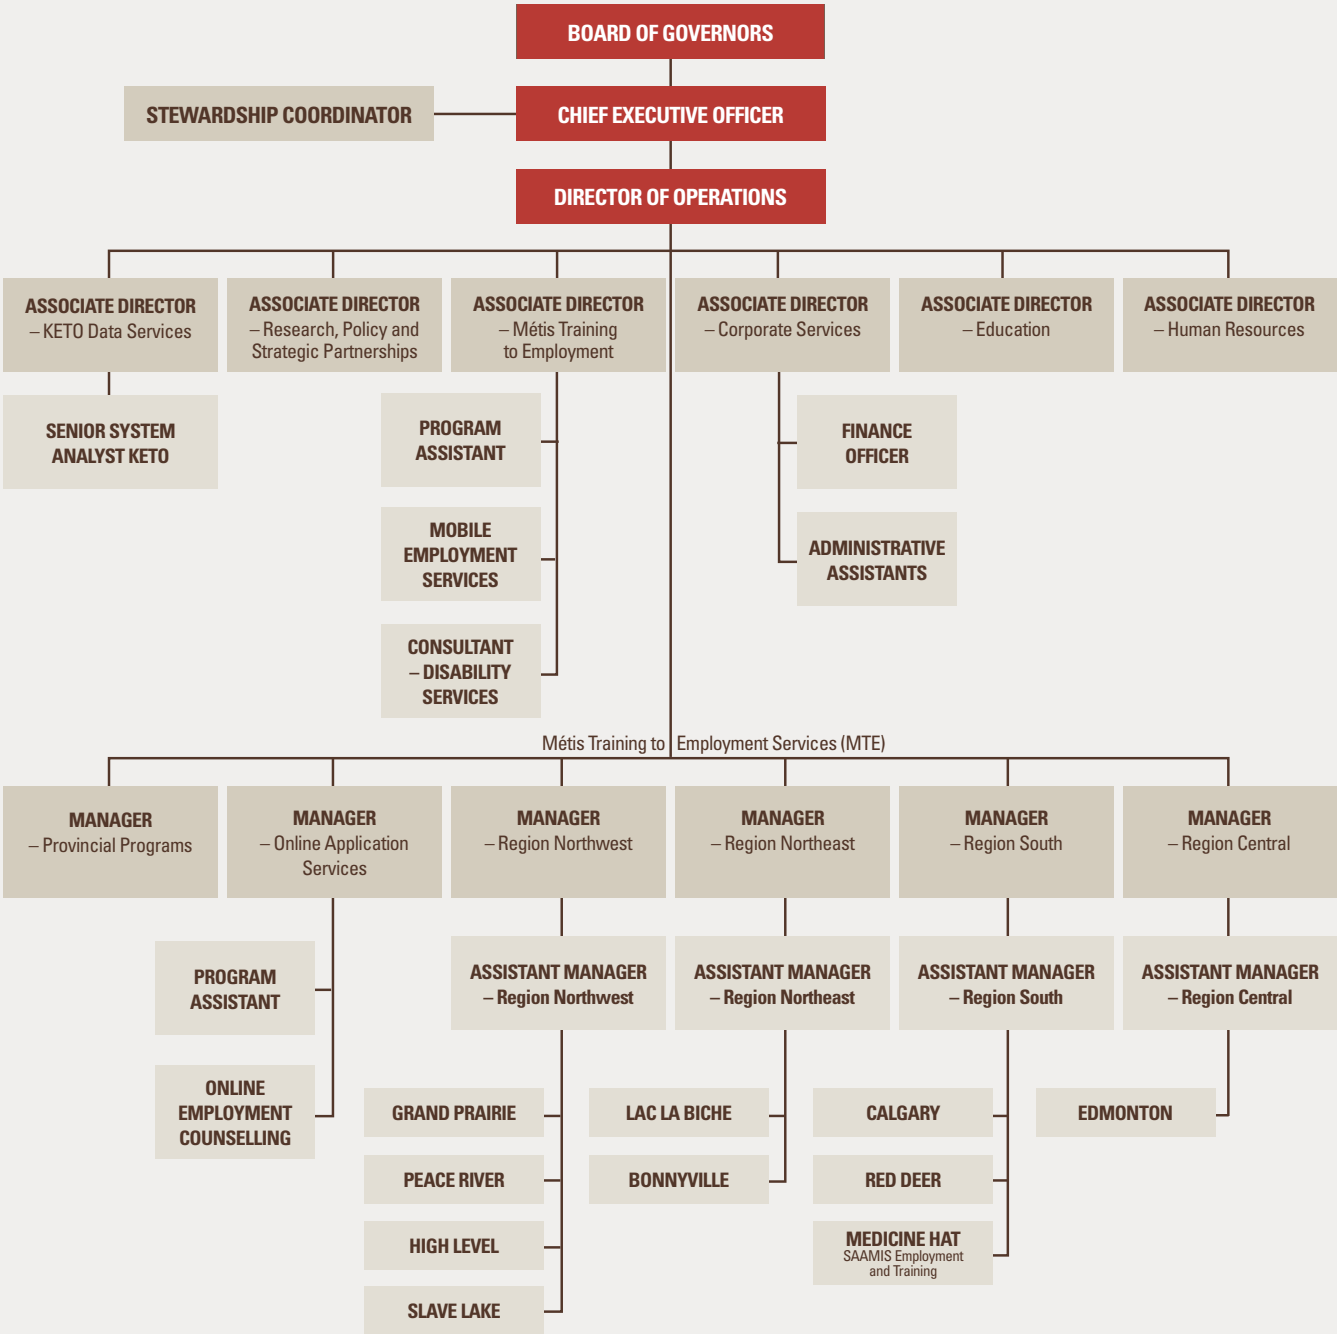 BOARD OF GOVERNORS
STEWARDSHIP COORDINATOR
CHIEF EXECUTIVE OFFICER
DIRECTOR OF OPERATIONS
ASSOCIATE DIRECTOR
– KETO Data Services
ASSOCIATE DIRECTOR
– Research, Policy and
Strategic Partnerships
ASSOCIATE DIRECTOR
– Métis Training
to Employment
ASSOCIATE DIRECTOR
– Corporate Services
ASSOCIATE DIRECTOR
– Education
ASSOCIATE DIRECTOR
– Human Resources
SENIOR SYSTEM
ANALYST KETO
PROGRAM
ASSISTANT
MOBILE
EMPLOYMENT
SERVICES
CONSULTANT
– DISABILITY
SERVICES
FINANCE
OFFICER
ADMINISTRATIVE
ASSISTANTS
Métis Training to Employment Services (MTE)
MANAGER
– Provincial Programs
MANAGER
– Online Application
Services
MANAGER
– Region Northwest
MANAGER
– Region Northeast
MANAGER
– Region South
MANAGER
– Region Central
PROGRAM
ASSISTANT
ONLINE
EMPLOYMENT
COUNSELLING
ASSISTANT MANAGER
– Region Northwest
ASSISTANT MANAGER
– Region Northeast
ASSISTANT MANAGER
– Region South
ASSISTANT MANAGER
– Region Central
GRAND PRAIRIE
PEACE RIVER
HIGH LEVEL
SLAVE LAKE
LAC LA BICHE
BONNYVILLE
CALGARY
RED DEER
MEDICINE HAT
SAAMIS Employment
and Training
EDMONTON